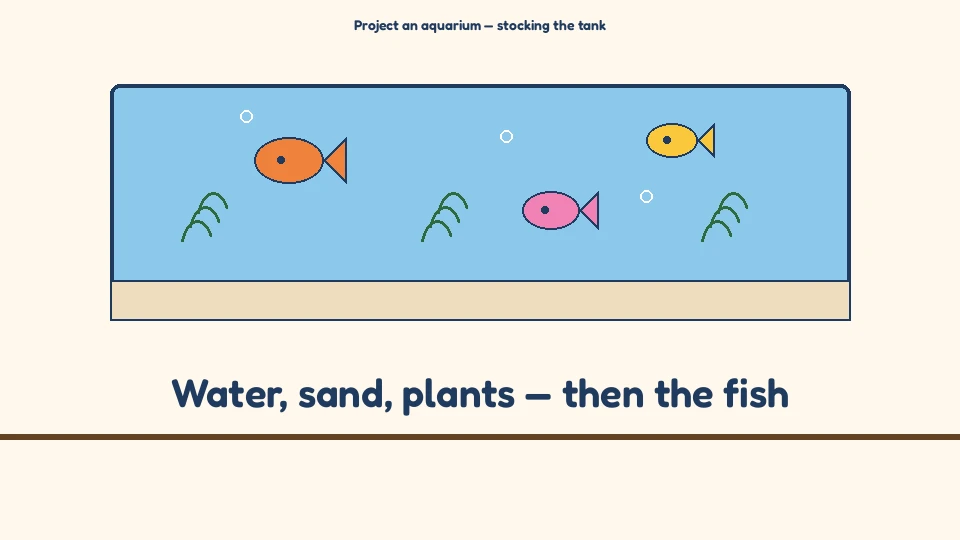 Project an aquarium — stocking the tank
Water, sand, plants — then the fish